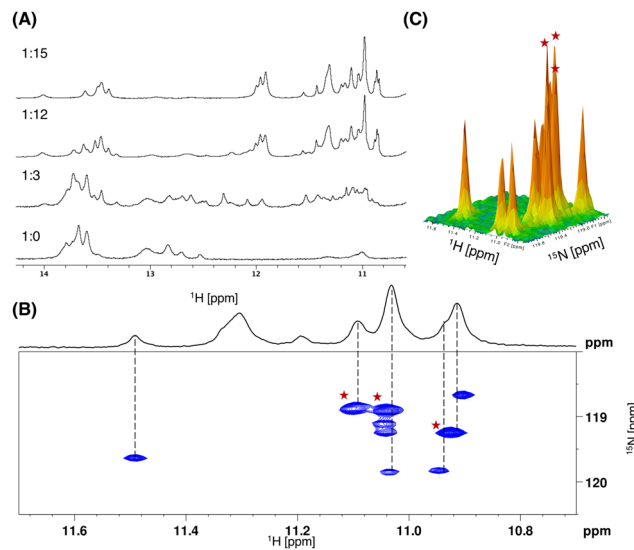 (A)
(C)
1:15
1:12
1:3
1:0
14
13
12
11
¹H [ppm]
¹H [ppm]
¹⁵N [ppm]
(B)
ppm
119
120
¹⁵N [ppm]
11.6
11.4
11.2
11.0
10.8
ppm
¹H [ppm]